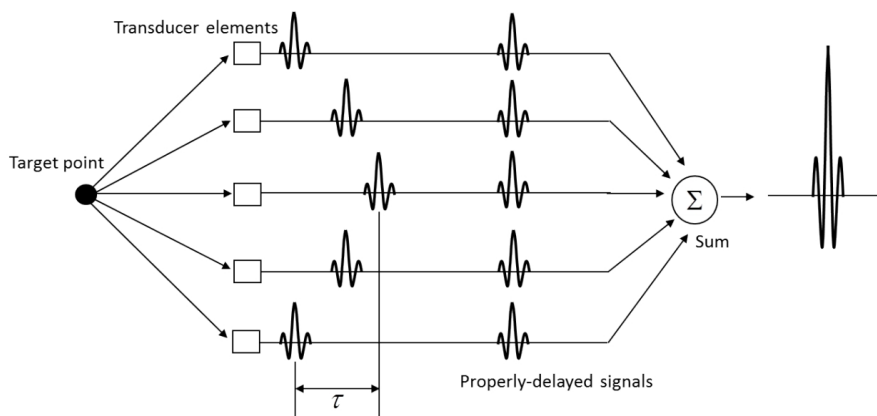 Transducer elements
Target point
Σ
Sum
τ
Properly-delayed signals